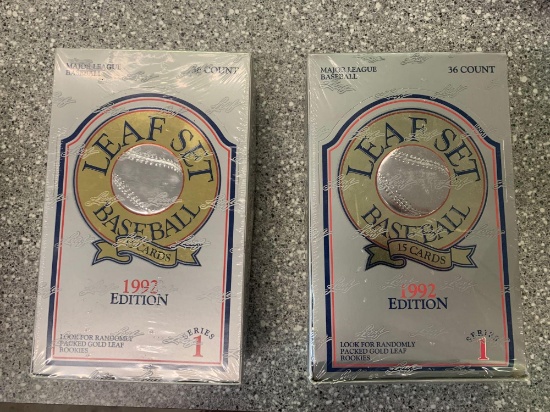 MAJOR LEAGUE
BASEBALL
36 COUNT
LEAF SET
BASEBALL
CARDS
1992
EDITION
LOOK FOR RANDOMLY
PACKED GOLD LEAF
ROOKIES
SERIES
1
MAJOR LEAGUE
BASEBALL
36 COUNT
LEAF SET
BASEBALL
15 CARDS
1992
EDITION
LOOK FOR RANDOMLY
PACKED GOLD LEAF
ROOKIES
SERIES
1